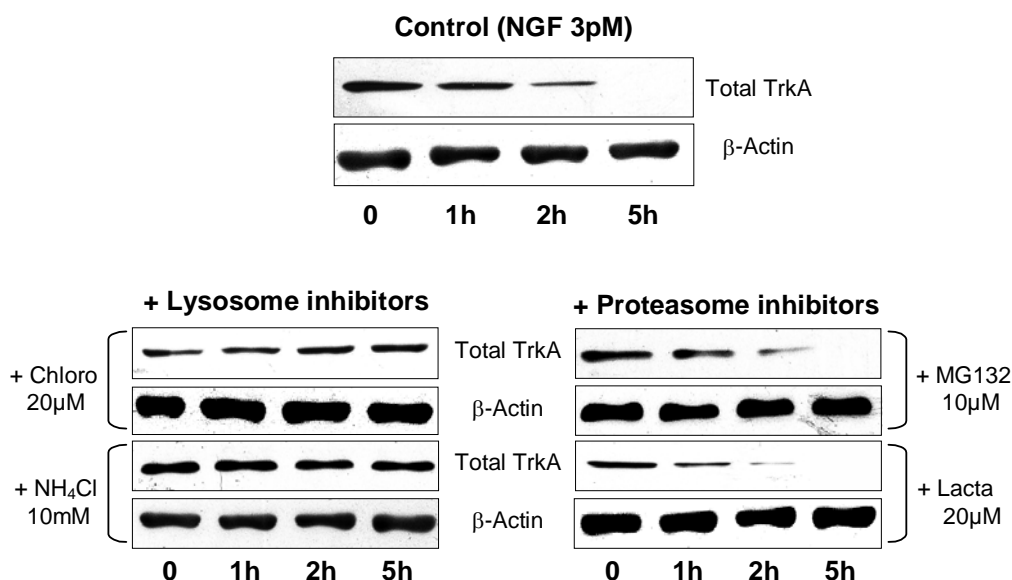 Control (NGF 3pM)
Total TrkA
β-Actin
0 1h 2h 5h
+ Lysosome inhibitors
+ Proteasome inhibitors
+ Chloro
20µM
Total TrkA
β-Actin
+ MG132
10µM
+ NH₄Cl
10mM
Total TrkA
β-Actin
+ Lacta
20µM
0 1h 2h 5h
0 1h 2h 5h